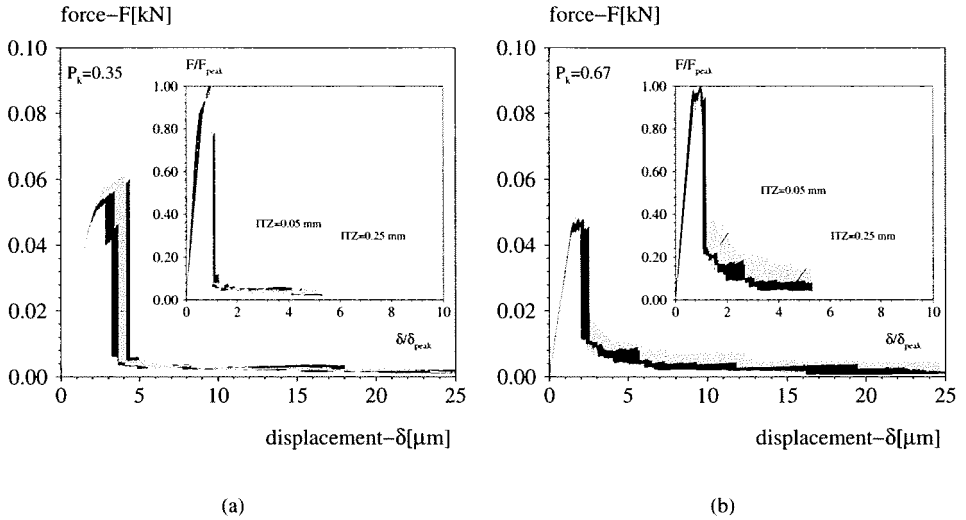 force−F[kN]
0.10
0.08
0.06
0.04
0.02
0.00
P_k=0.35
F/F_peak
1.00
0.80
0.60
0.40
0.20
0.00
ITZ=0.05 mm
ITZ=0.25 mm
0 2 4 6 8 10
δ/δ_peak
0 5 10 15 20 25
displacement−δ[μm]
(a)
force−F[kN]
0.10
0.08
0.06
0.04
0.02
0.00
P_k=0.67
F/F_peak
1.00
0.80
0.60
0.40
0.20
0.00
ITZ=0.05 mm
ITZ=0.25 mm
0 2 4 6 8 10
δ/δ_peak
0 5 10 15 20 25
displacement−δ[μm]
(b)